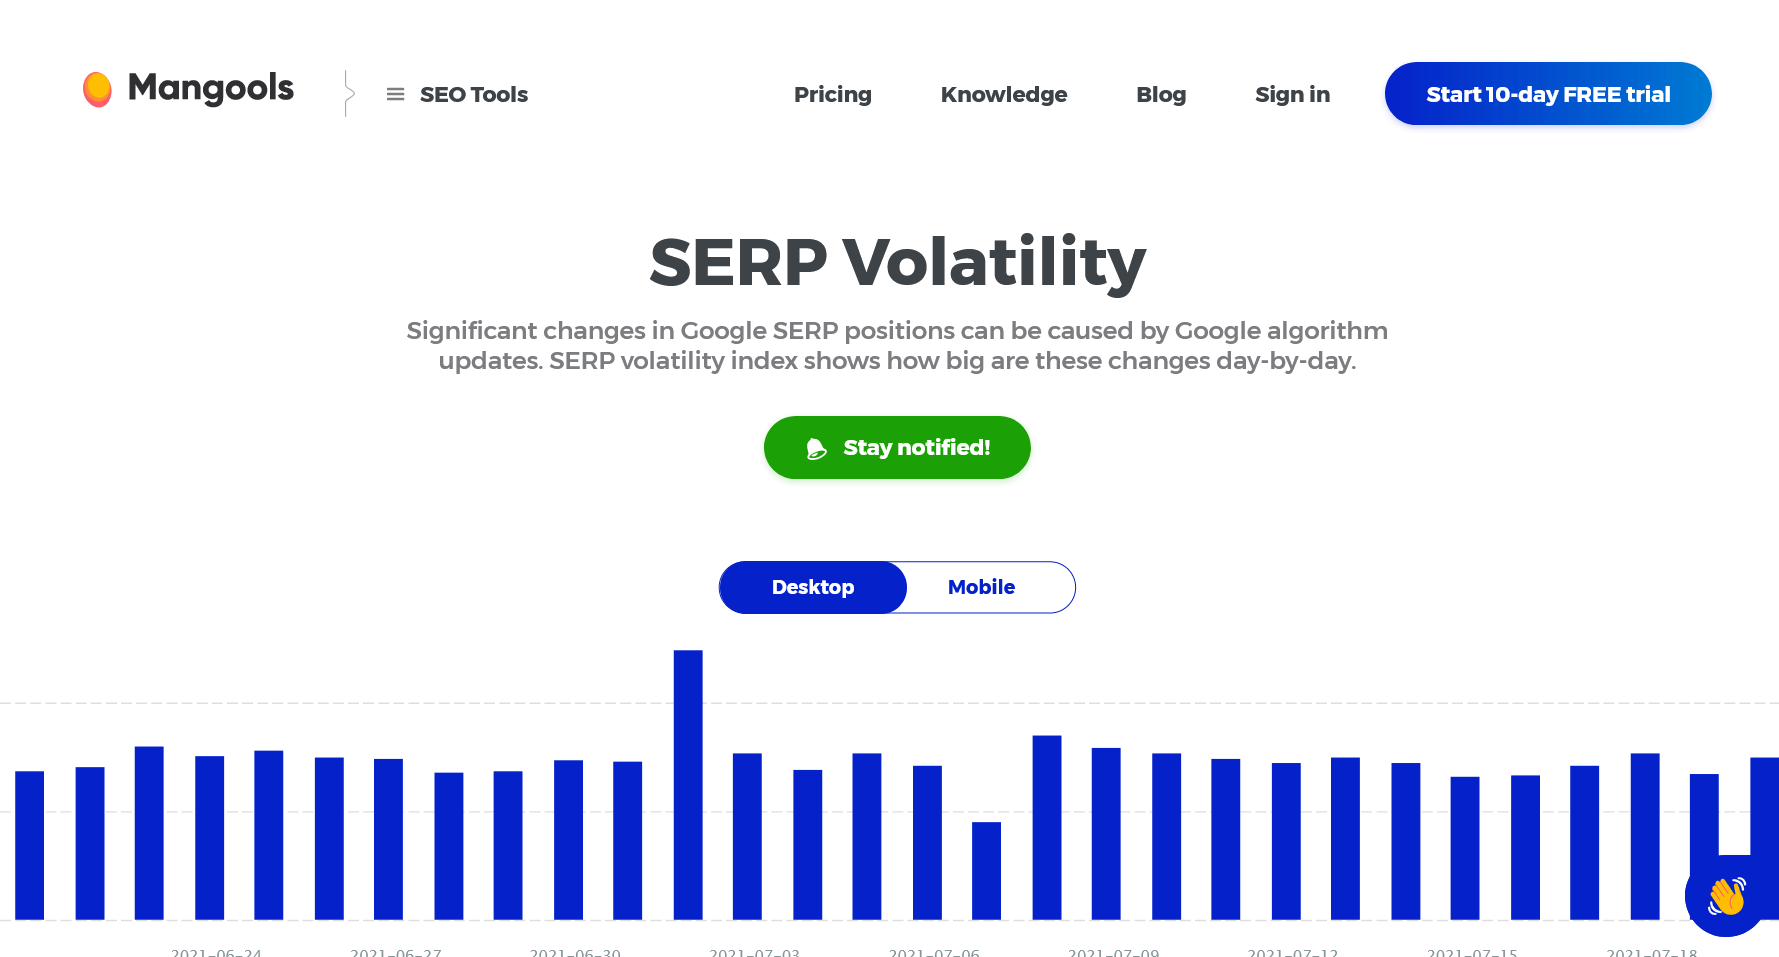 Mangools
SEO Tools
Pricing
Knowledge
Blog
Sign in
Start 10-day FREE trial
SERP Volatility
Significant changes in Google SERP positions can be caused by Google algorithm
updates. SERP volatility index shows how big are these changes day-by-day.
Stay notified!
Desktop
Mobile
2021-06-24
2021-06-27
2021-06-30
2021-07-03
2021-07-06
2021-07-09
2021-07-12
2021-07-15
2021-07-18